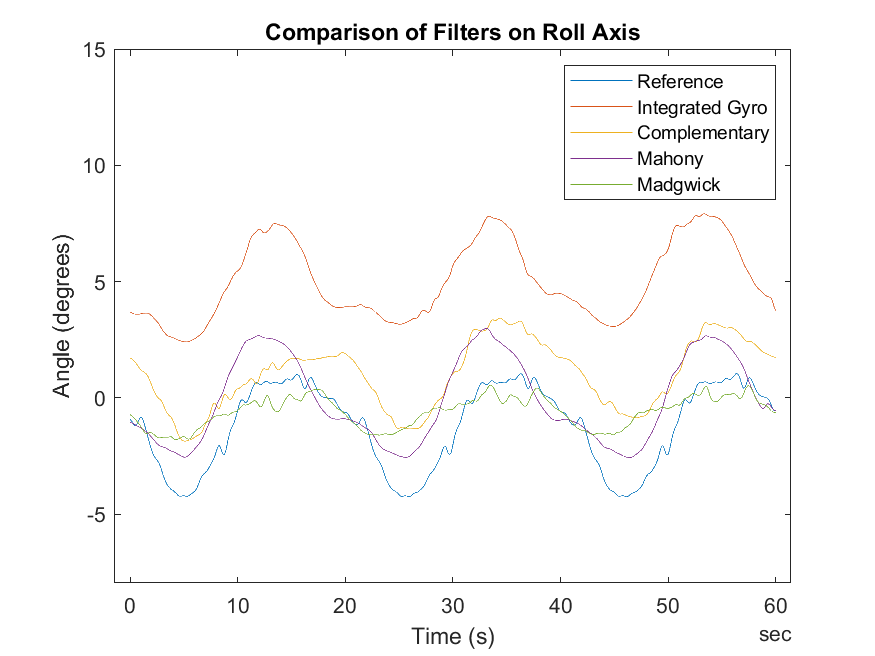 Comparison of Filters on Roll Axis
15
10
5
0
-5
Angle (degrees)
Reference
Integrated Gyro
Complementary
Mahony
Madgwick
0 10 20 30 40 50 60
sec
Time (s)